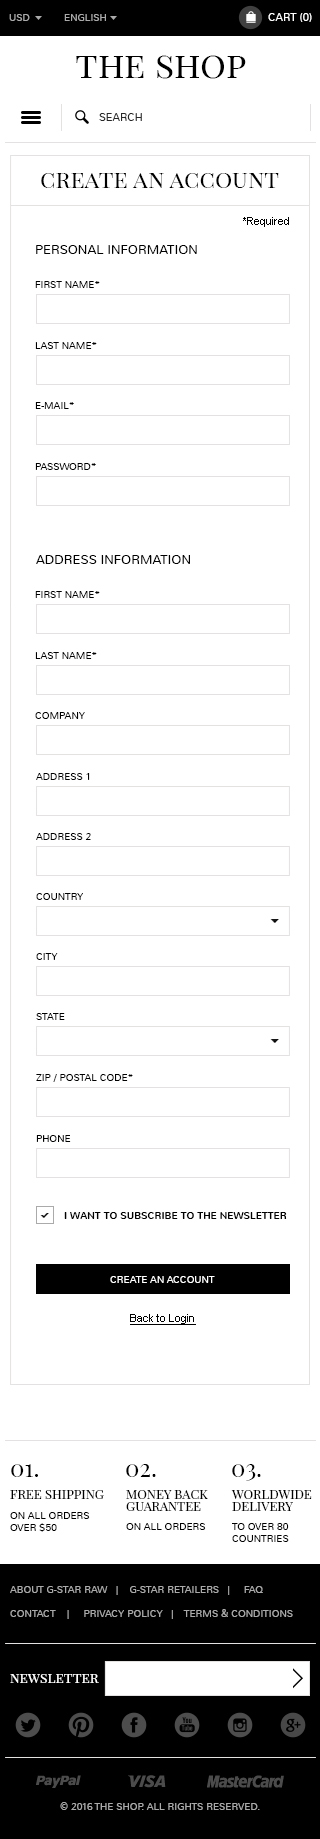 USD ENGLISH CART (0)
THE SHOP
SEARCH
CREATE AN ACCOUNT
*Required
PERSONAL INFORMATION
FIRST NAME*
LAST NAME*
E-MAIL*
PASSWORD*
ADDRESS INFORMATION
FIRST NAME*
LAST NAME*
COMPANY
ADDRESS 1
ADDRESS 2
COUNTRY
CITY
STATE
ZIP / POSTAL CODE*
PHONE
I WANT TO SUBSCRIBE TO THE NEWSLETTER
CREATE AN ACCOUNT
Back to Login
01.
FREE SHIPPING
ON ALL ORDERS
OVER $50
02.
MONEY BACK
GUARANTEE
ON ALL ORDERS
03.
WORLDWIDE
DELIVERY
TO OVER 80
COUNTRIES
ABOUT G-STAR RAW | G-STAR RETAILERS | FAQ
CONTACT | PRIVACY POLICY | TERMS & CONDITIONS
NEWSLETTER
You Tube g+
PayPal VISA MasterCard
© 2016 THE SHOP. ALL RIGHTS RESERVED.